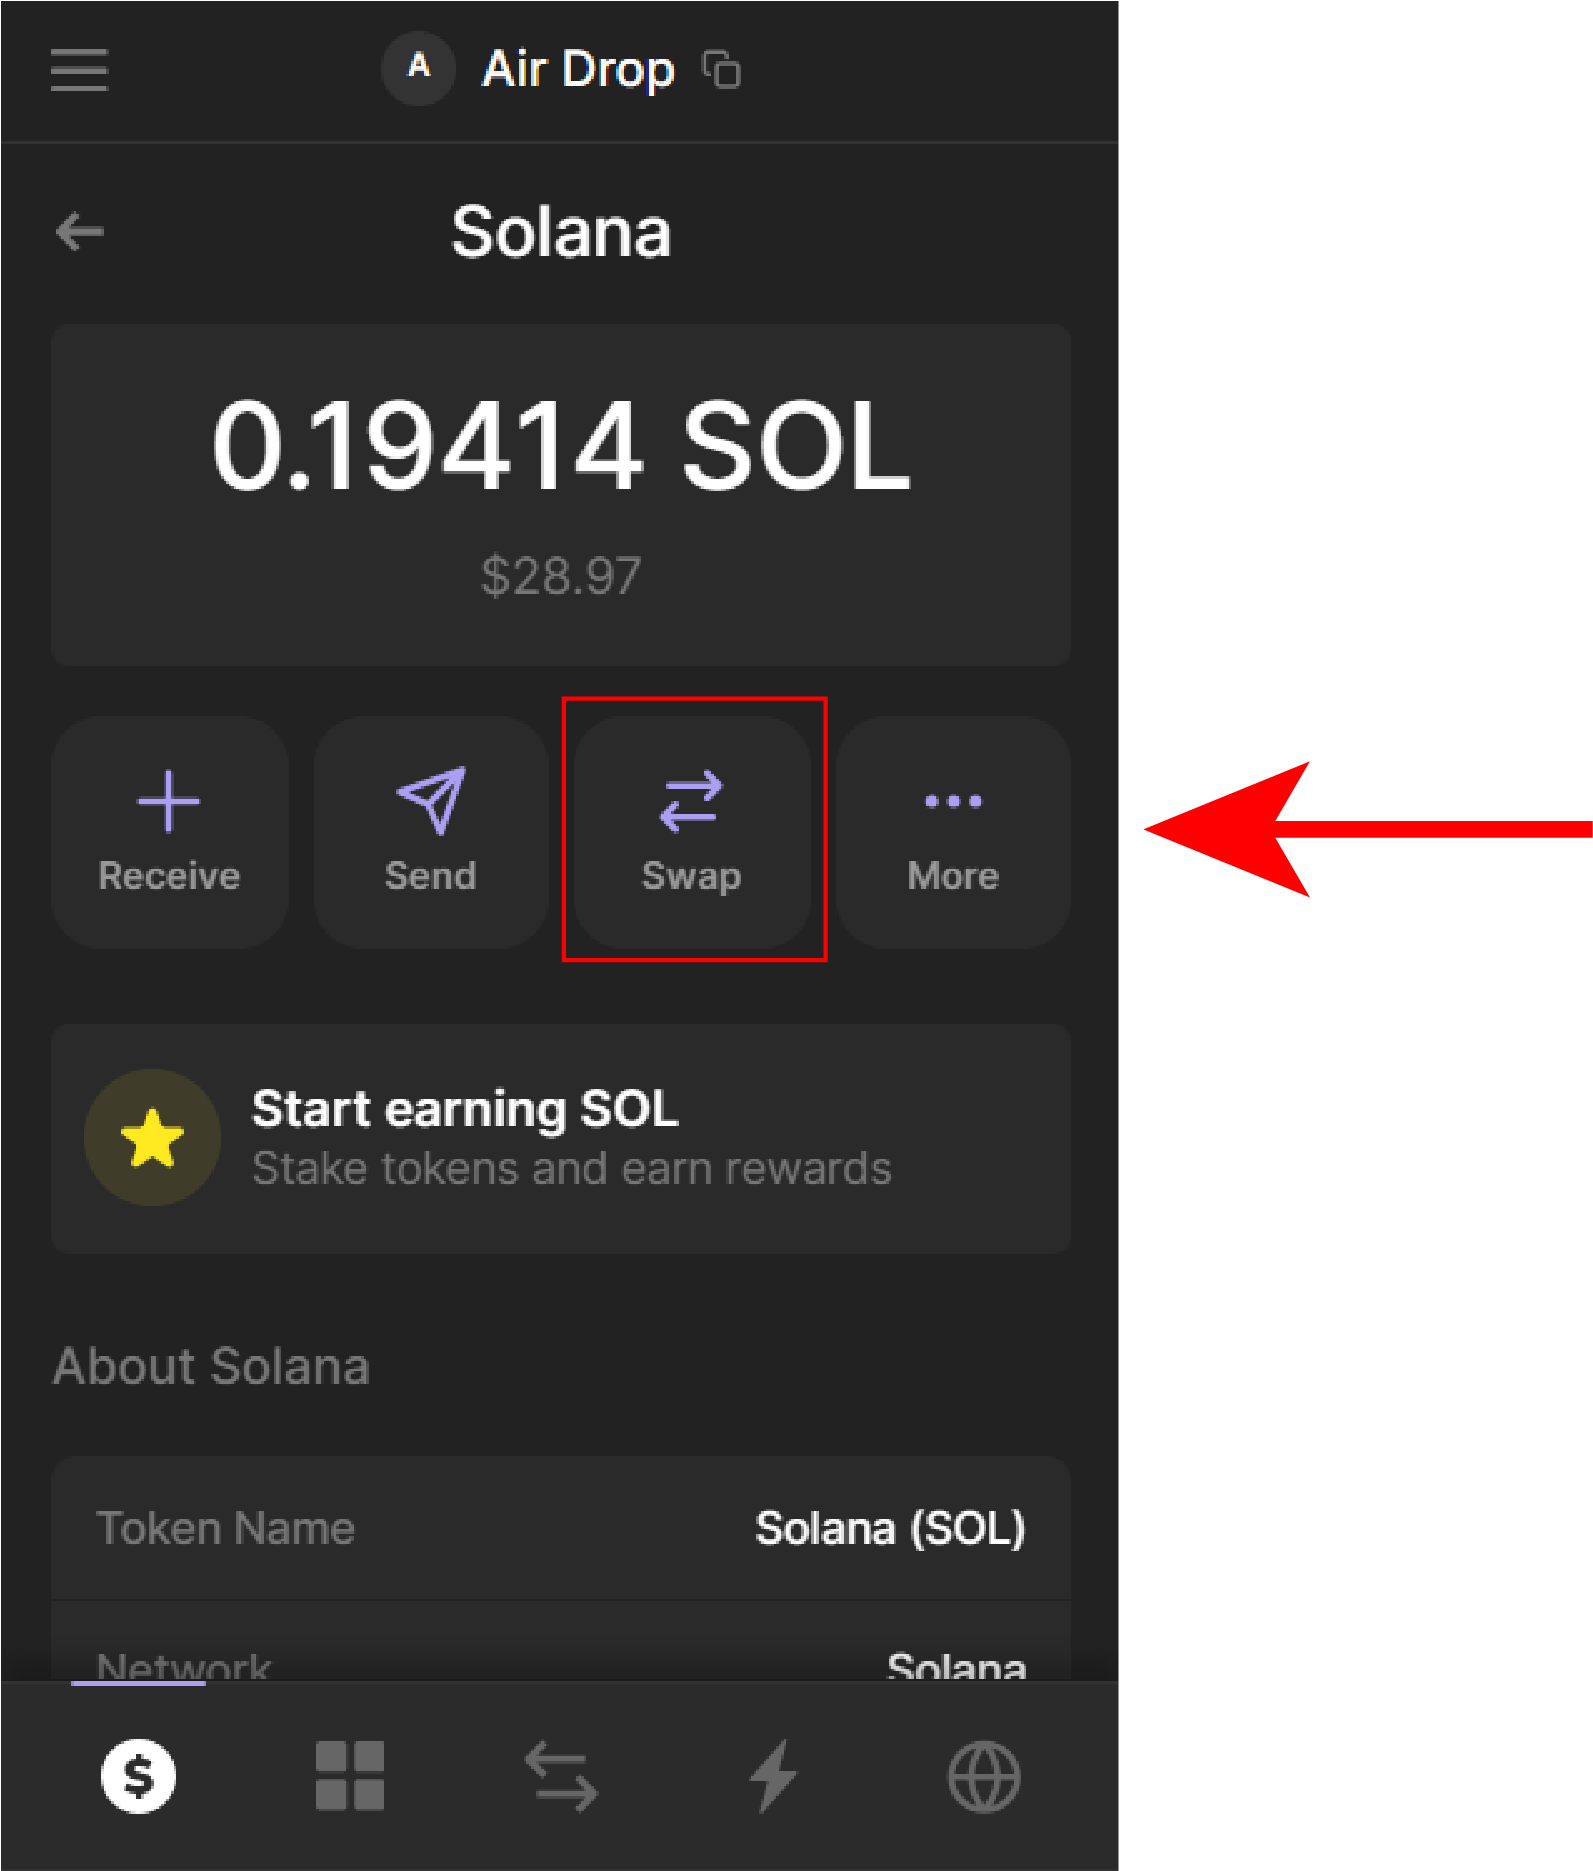 A Air Drop
Solana
0.19414 SOL
$28.97
Receive Send Swap More
Start earning SOL
Stake tokens and earn rewards
About Solana
Token Name Solana (SOL)
Network Solana
$